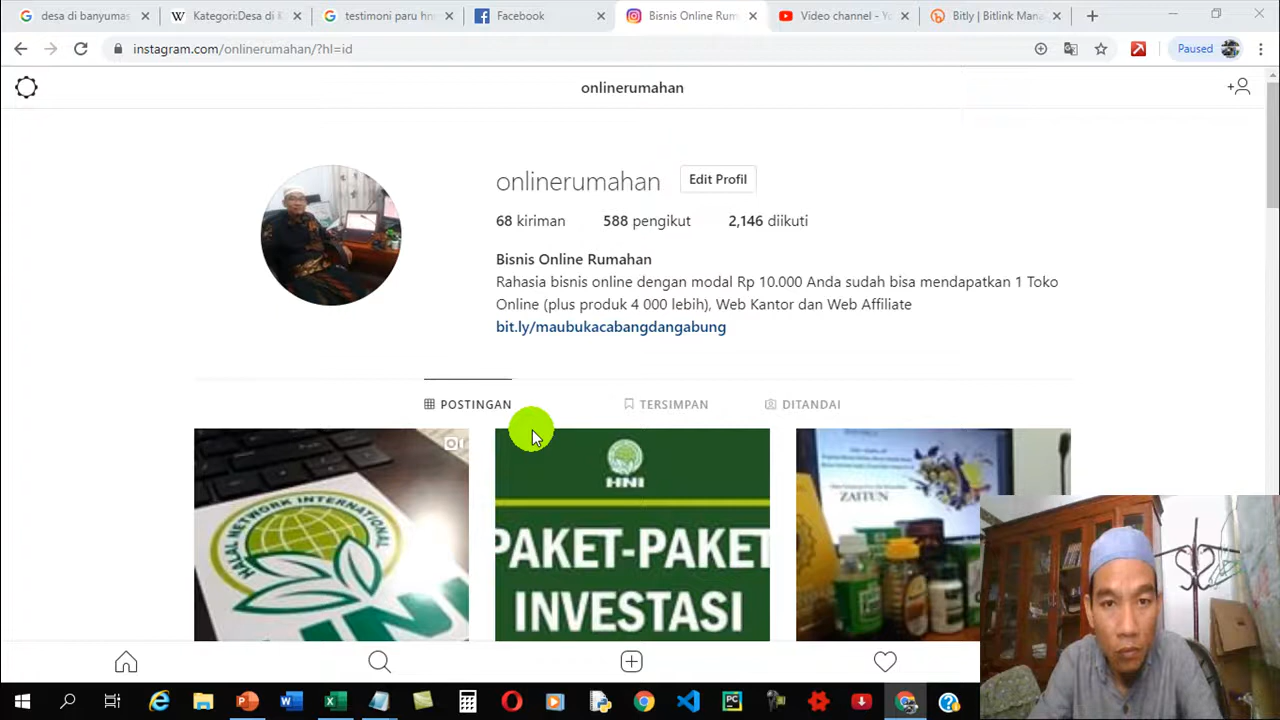 desa di banyumas
Kategori:Desa di K
testimoni paru hn
Facebook
Bisnis Online Rum
Video channel - Yo
Bitly | Bitlink Mana
instagram.com/onlinerumahan/?hl=id
Paused
onlinerumahan
onlinerumahan
Edit Profil
68 kiriman 588 pengikut 2,146 diikuti
Bisnis Online Rumahan
Rahasia bisnis online dengan modal Rp 10.000 Anda sudah bisa mendapatkan 1 Toko
Online (plus produk 4 000 lebih), Web Kantor dan Web Affiliate
bit.ly/maubukacabangdangabung
POSTINGAN
TERSIMPAN
DITANDAI
HALAL NETWORK INTERNATIONAL
HNI
PAKET-PAKET
INVESTASI
ZAITUN